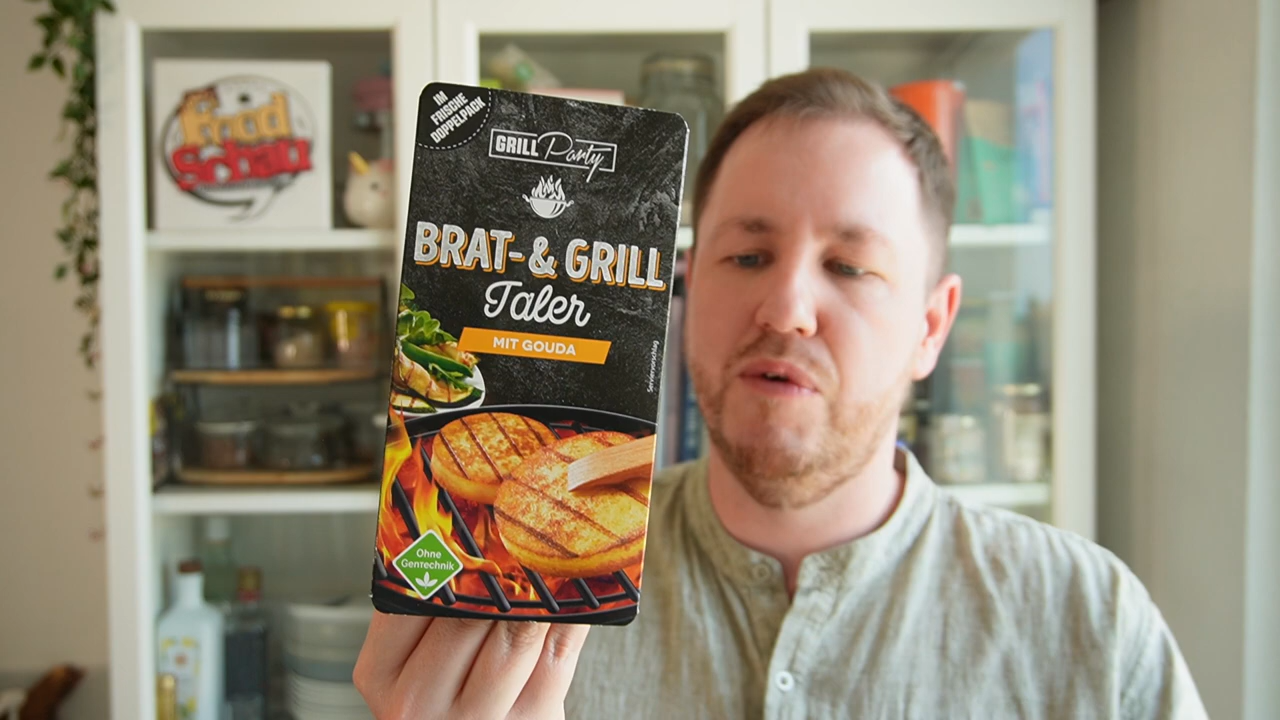 Food
Schau
IM
FRISCHE
DOPPELPACK
GRILL Party
BRAT- & GRILL
Taler
MIT GOUDA
Serviervorschlag
Ohne
GenTechnik